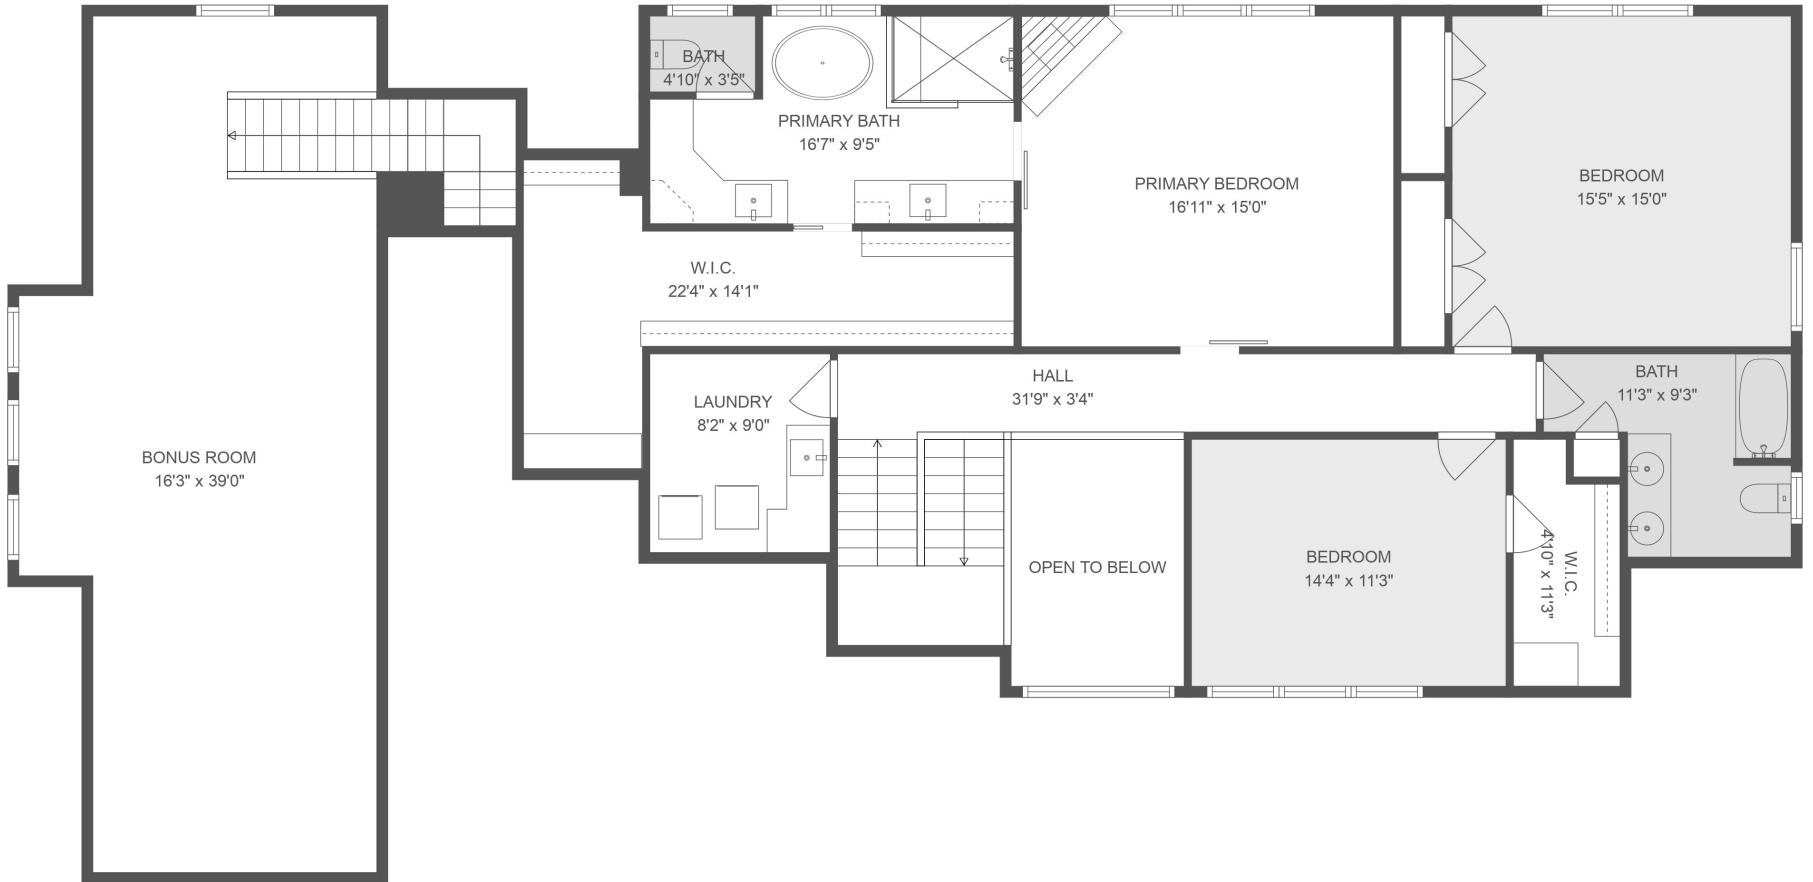 BATH
4'10" x 3'5"
PRIMARY BATH
16'7" x 9'5"
PRIMARY BEDROOM
16'11" x 15'0"
BEDROOM
15'5" x 15'0"
W.I.C.
22'4" x 14'1"
HALL
31'9" x 3'4"
BATH
11'3" x 9'3"
LAUNDRY
8'2" x 9'0"
BONUS ROOM
16'3" x 39'0"
OPEN TO BELOW
BEDROOM
14'4" x 11'3"
W.I.C.
4'10" x 11'3"